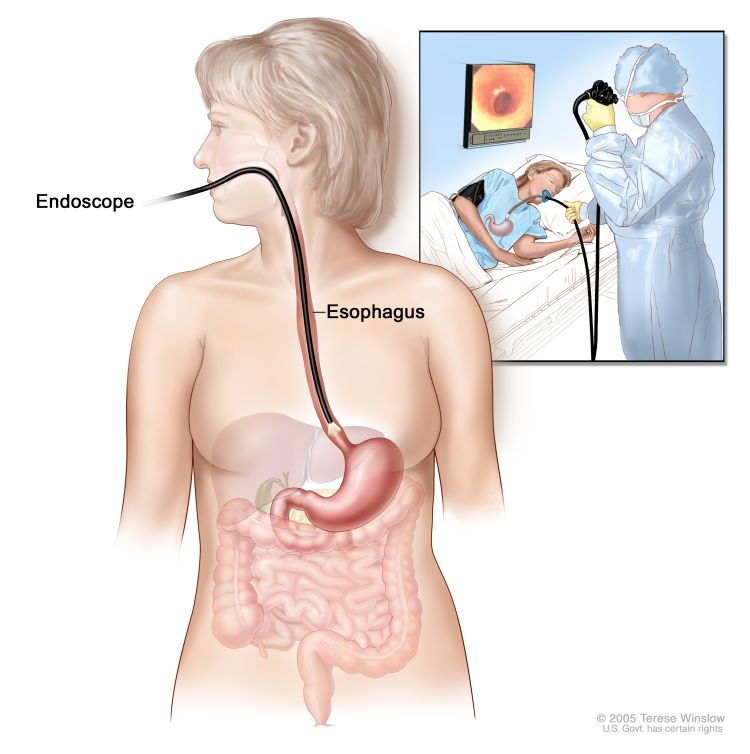 Endoscope
Esophagus
© 2005 Terese Winslow
U.S. Govt. has certain rights